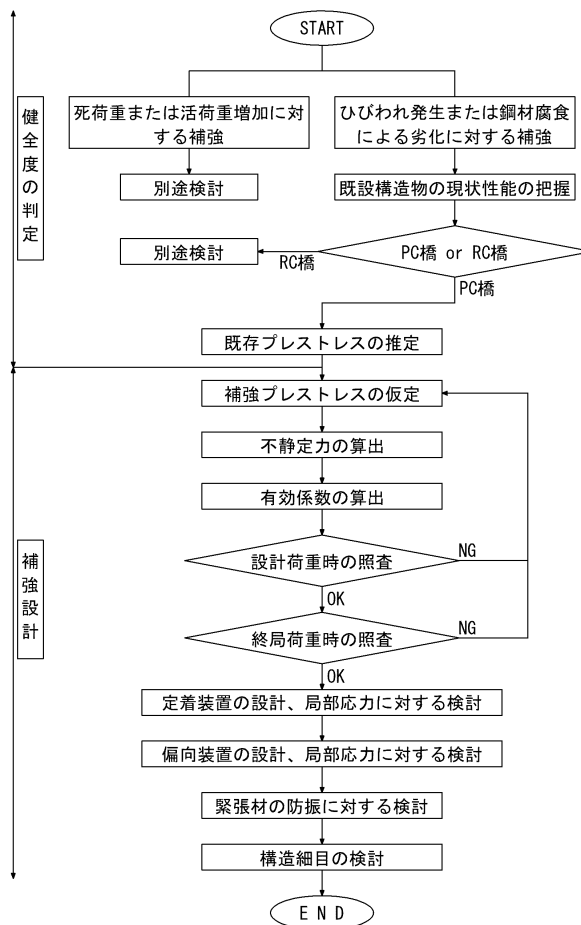 START
健全度の判定
死荷重または活荷重増加に対
する補強
ひびわれ発生または鋼材腐食
による劣化に対する補強
別途検討
既設構造物の現状性能の把握
別途検討
RC橋
PC橋 or RC橋
PC橋
既存プレストレスの推定
補強設計
補強プレストレスの仮定
不静定力の算出
有効係数の算出
設計荷重時の照査
NG
OK
終局荷重時の照査
NG
OK
定着装置の設計、局部応力に対する検討
偏向装置の設計、局部応力に対する検討
緊張材の防振に対する検討
構造細目の検討
E N D